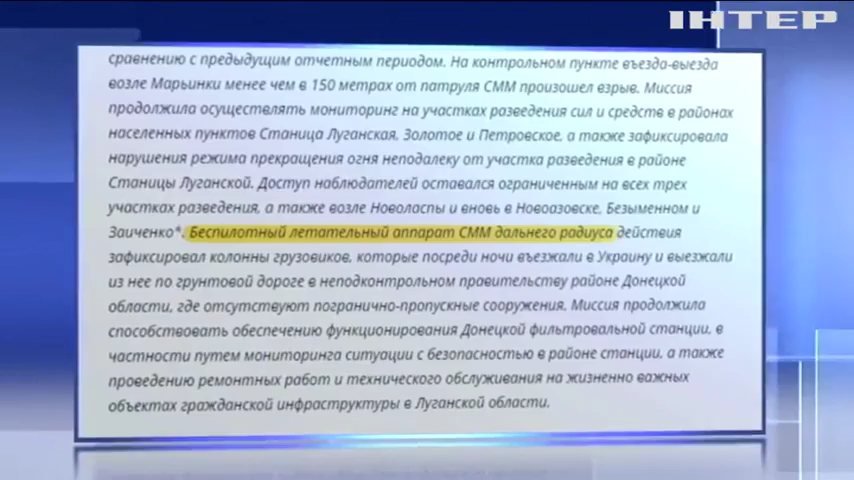 ІНТЕР
сравнению с предыдущим отчетным периодом. На контрольном пункте въезда-выезда
возле Марьинки менее чем в 150 метрах от патруля СММ произошел взрыв. Миссия
продолжила осуществлять мониторинг на участках разведения сил и средств в районах
населенных пунктов Станица Луганская, Золотое и Петровское, а также зафиксировала
нарушения режима прекращения огня неподалеку от участка разведения в районе
Станицы Луганской. Доступ наблюдателей оставался ограниченным на всех трех
участках разведения, а также возле Новоласпы и вновь в Новоазовске, Безыменном и
Заиченко*. Беспилотный летательный аппарат СММ дальнего радиуса действия
зафиксировал колонны грузовиков, которые посреди ночи въезжали в Украину и выезжали
из нее по грунтовой дороге в неподконтрольном правительству районе Донецкой
области, где отсутствуют погранично-пропускные сооружения. Миссия продолжила
способствовать обеспечению функционирования Донецкой фильтровальной станции, в
частности путем мониторинга ситуации с безопасностью в районе станции, а также
проведению ремонтных работ и технического обслуживания на жизненно важных
объектах гражданской инфраструктуры в Луганской области.